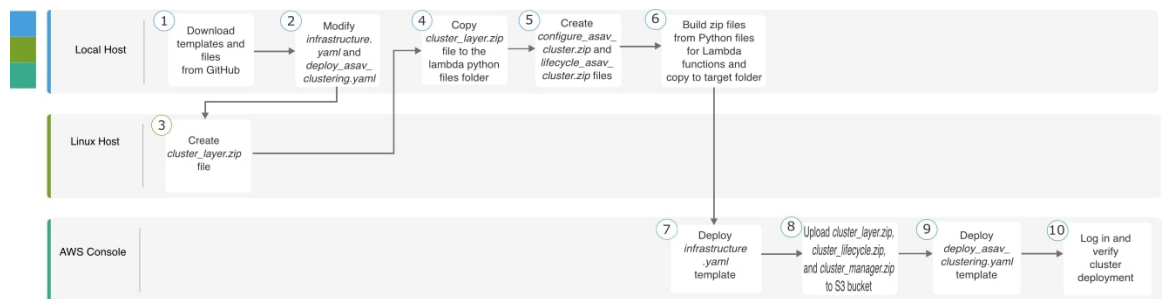 Local Host
1
Download
templates and
files
from GitHub
2
Modify
infrastructure.
yaml and
deploy_asav_
clustering.yaml
4
Copy
cluster_layer.zip
file to the
lambda python
files folder
5
Create
configure_asav_
cluster.zip and
lifecycle_asav_
cluster.zip files
6
Build zip files
from Python files
for Lambda
functions and
copy to target folder
Linux Host
3
Create
cluster_layer.zip
file
AWS Console
7
Deploy
infrastructure
.yaml
template
8
Upload cluster_layer.zip,
cluster_lifecycle.zip,
and cluster_manager.zip
to S3 bucket
9
Deploy
deploy_asav_
clustering.yaml
template
10
Log in and
verify
cluster
deployment